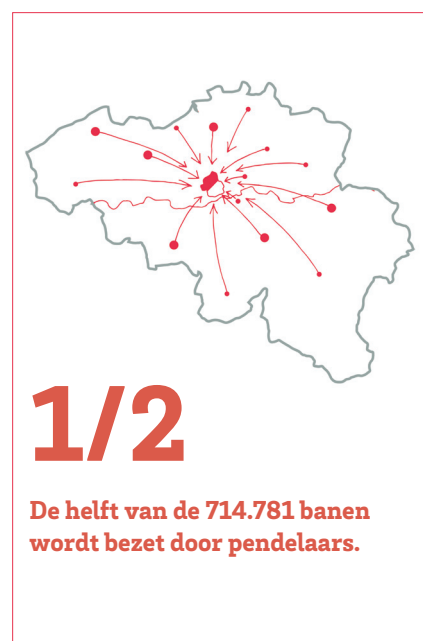 1/2
De helft van de 714.781 banen
wordt bezet door pendelaars.